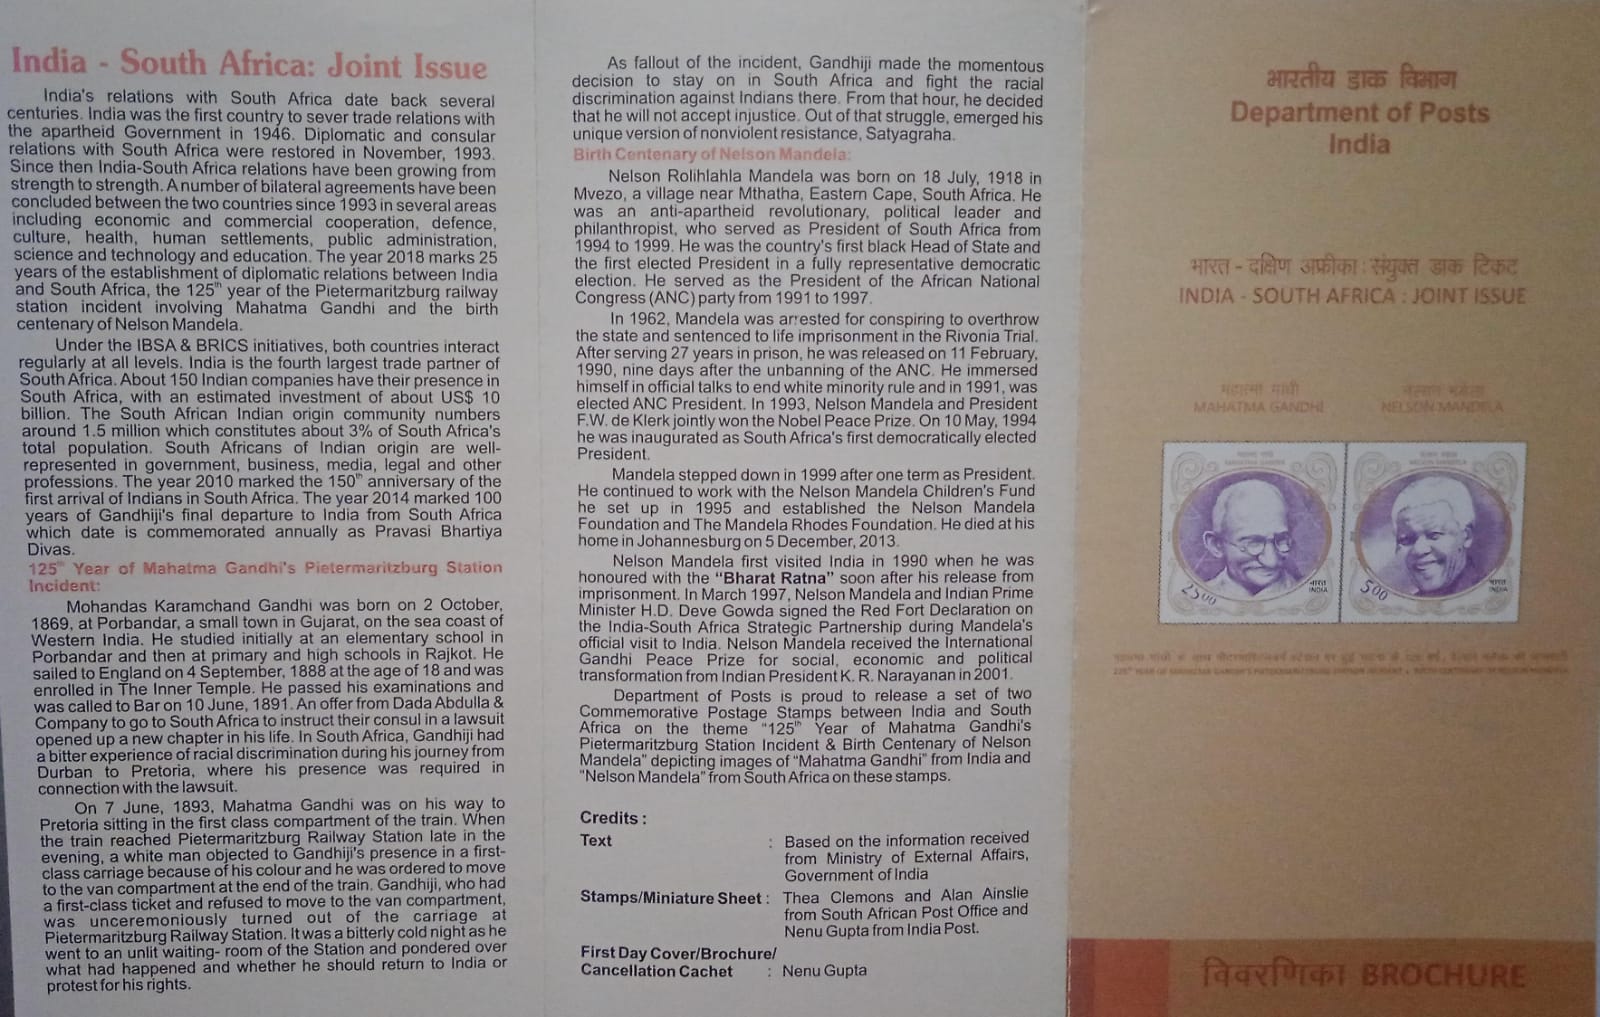 India - South Africa: Joint Issue
India's relations with South Africa date back several
centuries. India was the first country to sever trade relations with
the apartheid Government in 1946. Diplomatic and consular
relations with South Africa were restored in November, 1993.
Since then India-South Africa relations have been growing from
strength to strength. A number of bilateral agreements have been
concluded between the two countries since 1993 in several areas
including economic and commercial cooperation, defence,
culture, health, human settlements, public administration,
science and technology and education. The year 2018 marks 25
years of the establishment of diplomatic relations between India
and South Africa, the 125th year of the Pietermaritzburg railway
station incident involving Mahatma Gandhi and the birth
centenary of Nelson Mandela.
Under the IBSA & BRICS initiatives, both countries interact
regularly at all levels. India is the fourth largest trade partner of
South Africa. About 150 Indian companies have their presence in
South Africa, with an estimated investment of about US$ 10
billion. The South African Indian origin community numbers
around 1.5 million which constitutes about 3% of South Africa's
total population. South Africans of Indian origin are well-
represented in government, business, media, legal and other
professions. The year 2010 marked the 150th anniversary of the
first arrival of Indians in South Africa. The year 2014 marked 100
years of Gandhiji's final departure to India from South Africa
which date is commemorated annually as Pravasi Bhartiya
Divas.
125th Year of Mahatma Gandhi's Pietermaritzburg Station
Incident:
Mohandas Karamchand Gandhi was born on 2 October,
1869, at Porbandar, a small town in Gujarat, on the sea coast of
Western India. He studied initially at an elementary school in
Porbandar and then at primary and high schools in Rajkot. He
sailed to England on 4 September, 1888 at the age of 18 and was
enrolled in The Inner Temple. He passed his examinations and
was called to Bar on 10 June, 1891. An offer from Dada Abdulla &
Company to go to South Africa to instruct their consul in a lawsuit
opened up a new chapter in his life. In South Africa, Gandhiji had
a bitter experience of racial discrimination during his journey from
Durban to Pretoria, where his presence was required in
connection with the lawsuit.
On 7 June, 1893, Mahatma Gandhi was on his way to
Pretoria sitting in the first class compartment of the train. When
the train reached Pietermaritzburg Railway Station late in the
evening, a white man objected to Gandhiji's presence in a first-
class carriage because of his colour and he was ordered to move
to the van compartment at the end of the train. Gandhiji, who had
a first-class ticket and refused to move to the van compartment,
was unceremoniously turned out of the carriage at
Pietermaritzburg Railway Station. It was a bitterly cold night as he
went to an unlit waiting- room of the Station and pondered over
what had happened and whether he should return to India or
protest for his rights.
As fallout of the incident, Gandhiji made the momentous
decision to stay on in South Africa and fight the racial
discrimination against Indians there. From that hour, he decided
that he will not accept injustice. Out of that struggle, emerged his
unique version of nonviolent resistance, Satyagraha.
Birth Centenary of Nelson Mandela:
Nelson Rolihlahla Mandela was born on 18 July, 1918 in
Mvezo, a village near Mthatha, Eastern Cape, South Africa. He
was an anti-apartheid revolutionary, political leader and
philanthropist, who served as President of South Africa from
1994 to 1999. He was the country's first black Head of State and
the first elected President in a fully representative democratic
election. He served as the President of the African National
Congress (ANC) party from 1991 to 1997.
In 1962, Mandela was arrested for conspiring to overthrow
the state and sentenced to life imprisonment in the Rivonia Trial.
After serving 27 years in prison, he was released on 11 February,
1990, nine days after the unbanning of the ANC. He immersed
himself in official talks to end white minority rule and in 1991, was
elected ANC President. In 1993, Nelson Mandela and President
F.W. de Klerk jointly won the Nobel Peace Prize. On 10 May, 1994
he was inaugurated as South Africa's first democratically elected
President.
Mandela stepped down in 1999 after one term as President.
He continued to work with the Nelson Mandela Children's Fund
he set up in 1995 and established the Nelson Mandela
Foundation and The Mandela Rhodes Foundation. He died at his
home in Johannesburg on 5 December, 2013.
Nelson Mandela first visited India in 1990 when he was
honoured with the "Bharat Ratna" soon after his release from
imprisonment. In March 1997, Nelson Mandela and Indian Prime
Minister H.D. Deve Gowda signed the Red Fort Declaration on
the India-South Africa Strategic Partnership during Mandela's
official visit to India. Nelson Mandela received the International
Gandhi Peace Prize for social, economic and political
transformation from Indian President K. R. Narayanan in 2001.
Department of Posts is proud to release a set of two
Commemorative Postage Stamps between India and South
Africa on the theme "125th Year of Mahatma Gandhi's
Pietermaritzburg Station Incident & Birth Centenary of Nelson
Mandela" depicting images of "Mahatma Gandhi" from India and
"Nelson Mandela" from South Africa on these stamps.
Credits :
Text : Based on the information received
from Ministry of External Affairs,
Government of India
Stamps/Miniature Sheet : Thea Clemons and Alan Ainslie
from South African Post Office and
Nenu Gupta from India Post.
First Day Cover/Brochure/
Cancellation Cachet : Nenu Gupta
भारतीय डाक विभाग
Department of Posts
India
भारत - दक्षिण अफ्रीका : संयुक्त डाक टिकट
INDIA - SOUTH AFRICA : JOINT ISSUE
महात्मा गांधी
MAHATMA GANDHI
नेल्सन मंडेला
NELSON MANDELA
MAHATMA GANDHI
2500
भारत
INDIA
NELSON MANDELA
500
भारत
INDIA
125th YEAR OF MAHATMA GANDHI'S PIETERMARITZBURG STATION INCIDENT & BIRTH CENTENARY OF NELSON MANDELA
विवरणिका BROCHURE